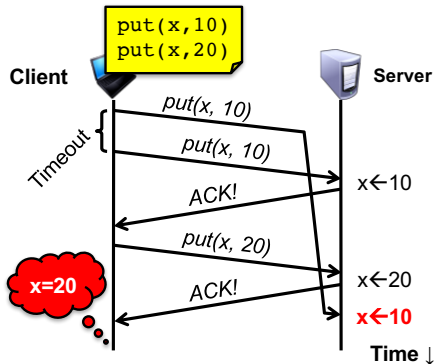 put(x,10)
put(x,20)
Client
Server
put(x, 10)
Timeout
put(x, 10)
x←10
ACK!
put(x, 20)
x=20
x←20
ACK!
x←10
Time ↓